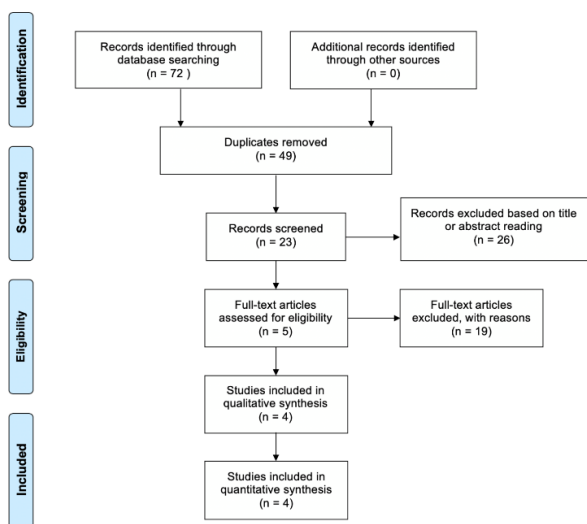 Identification
Records identified through
database searching
(n = 72 )
Additional records identified
through other sources
(n = 0)
Duplicates removed
(n = 49)
Screening
Records screened
(n = 23)
Records excluded based on title
or abstract reading
(n = 26)
Eligibility
Full-text articles
assessed for eligibility
(n = 5)
Full-text articles
excluded, with reasons
(n = 19)
Studies included in
qualitative synthesis
(n = 4)
Included
Studies included in
quantitative synthesis
(n = 4)